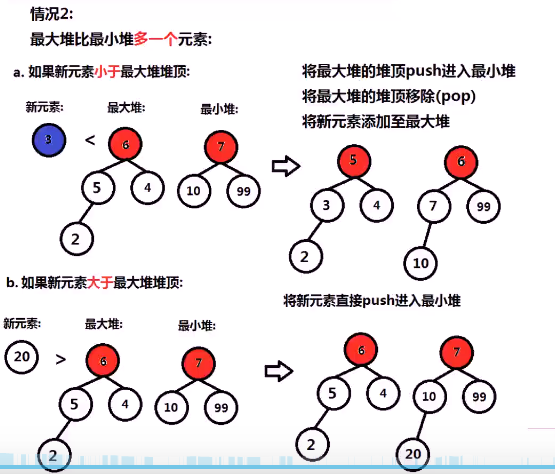 情况2:
最大堆比最小堆多一个元素:
a. 如果新元素小于最大堆堆顶:
将最大堆的堆顶push进入最小堆
将最大堆的堆顶移除(pop)
将新元素添加至最大堆
新元素: 最大堆: 最小堆:
3 < 6 7
5 4 10 99
2
5 6
3 4 7 99
2 10
b. 如果新元素大于最大堆堆顶:
将新元素直接push进入最小堆
新元素: 最大堆: 最小堆:
20 > 6 7
5 4 10 99
2
6 7
5 4 10 99
2 20